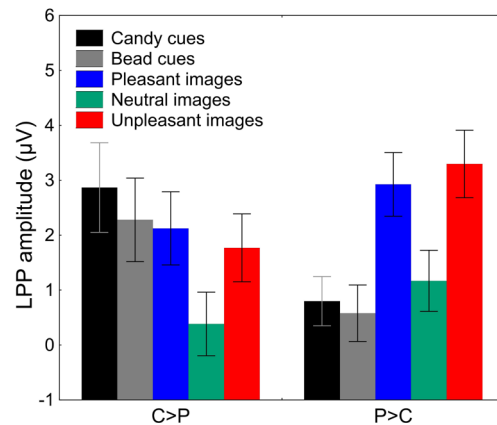 6
5
4
3
2
1
0
-1
LPP amplitude (µV)
Candy cues
Bead cues
Pleasant images
Neutral images
Unpleasant images
C>P
P>C